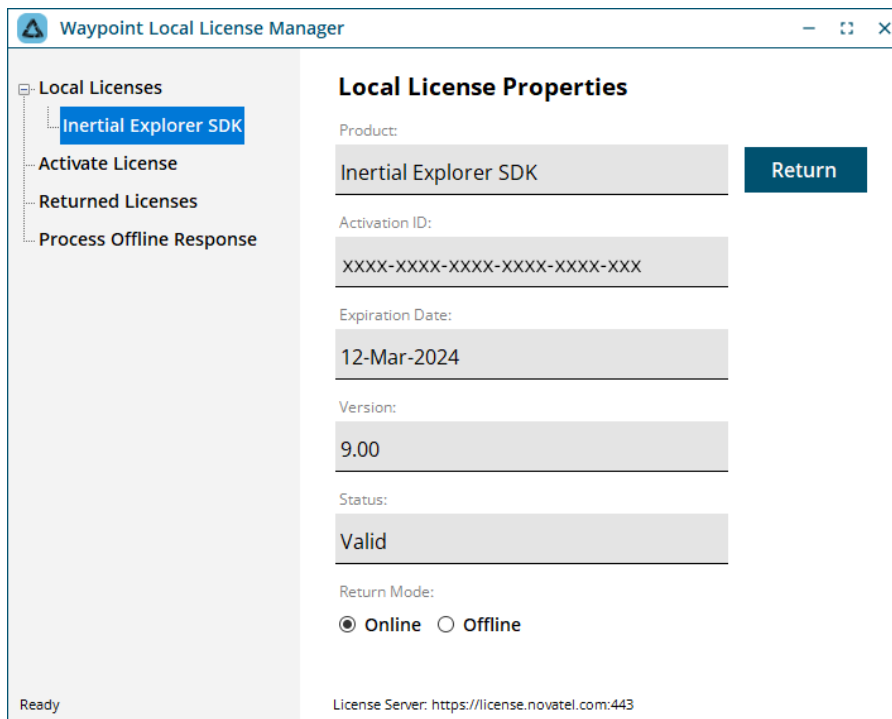 Waypoint Local License Manager
Local Licenses
Inertial Explorer SDK
Activate License
Returned Licenses
Process Offline Response
Local License Properties
Product:
Inertial Explorer SDK
Return
Activation ID:
xxxx-xxxx-xxxx-xxxx-xxxx-xxx
Expiration Date:
12-Mar-2024
Version:
9.00
Status:
Valid
Return Mode:
Online Offline
Ready
License Server: https://license.novatel.com:443